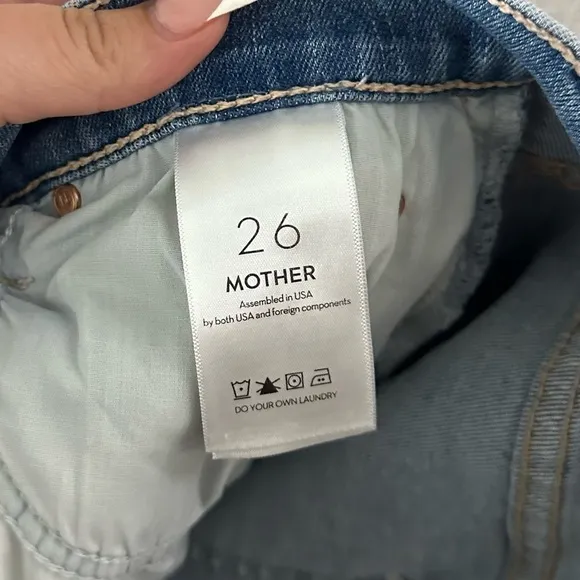 26
MOTHER
Assembled in USA
by both USA and foreign components
DO YOUR OWN LAUNDRY